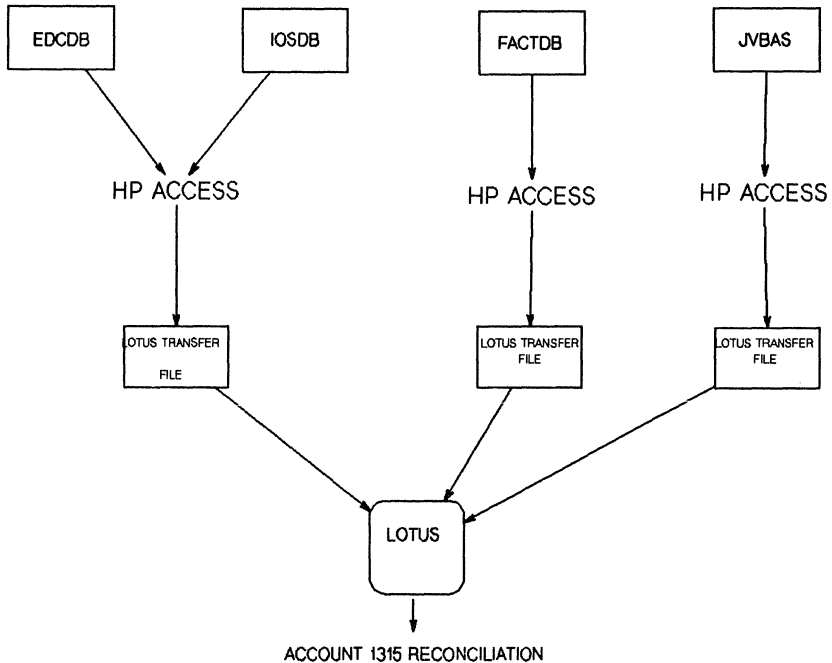 EDCDB
IOSDB
FACTDB
JVBAS
HP ACCESS
HP ACCESS
HP ACCESS
LOTUS TRANSFER
FILE
LOTUS TRANSFER
FILE
LOTUS TRANSFER
FILE
LOTUS
ACCOUNT 1315 RECONCILIATION